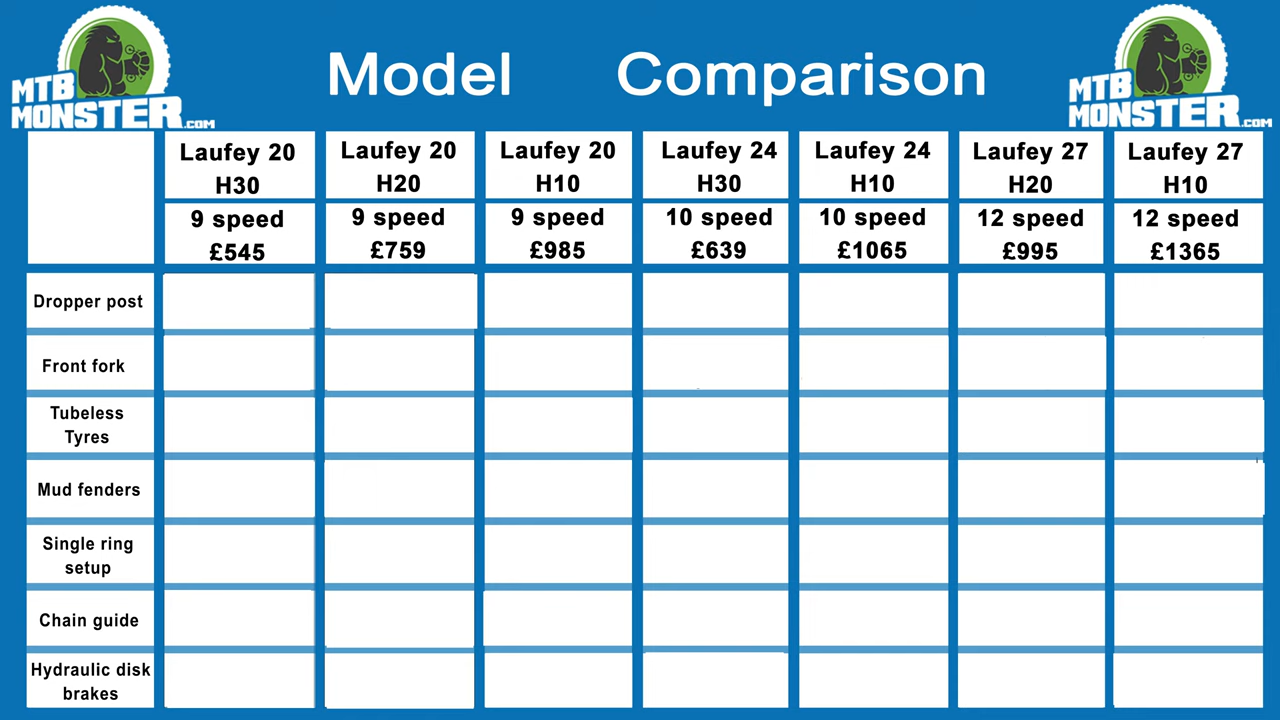 MTB
MONSTER.com
Model Comparison
MTB
MONSTER.com
Laufey 20
H30
Laufey 20
H20
Laufey 20
H10
Laufey 24
H30
Laufey 24
H10
Laufey 27
H20
Laufey 27
H10
9 speed
£545
9 speed
£759
9 speed
£985
10 speed
£639
10 speed
£1065
12 speed
£995
12 speed
£1365
Dropper post
Front fork
Tubeless
Tyres
Mud fenders
Single ring
setup
Chain guide
Hydraulic disk
brakes